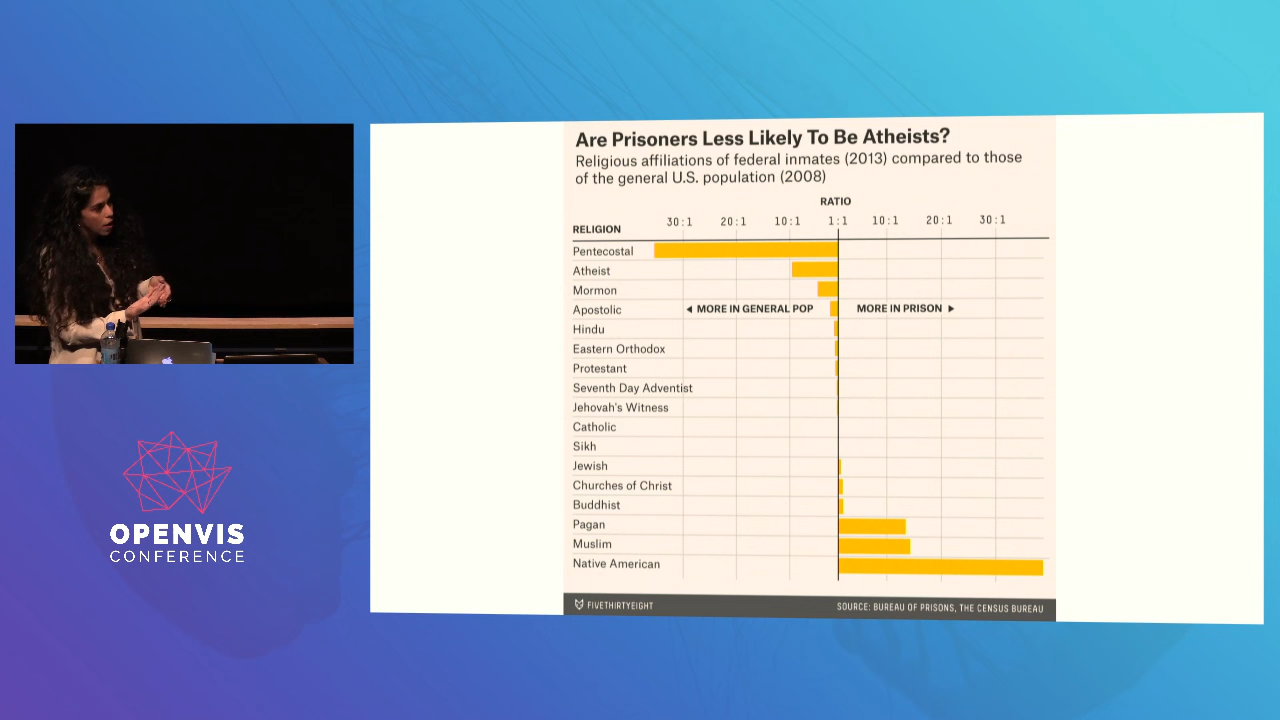 Are Prisoners Less Likely To Be Atheists?
Religious affiliations of federal inmates (2013) compared to those
of the general U.S. population (2008)
RATIO
30:1 20:1 10:1 1:1 10:1 20:1 30:1
RELIGION
Pentecostal
Atheist
Mormon
Apostolic ◄ MORE IN GENERAL POP MORE IN PRISON ►
Hindu
Eastern Orthodox
Protestant
Seventh Day Adventist
Jehovah's Witness
Catholic
Sikh
Jewish
Churches of Christ
Buddhist
Pagan
Muslim
Native American
FIVETHIRTYEIGHT SOURCE: BUREAU OF PRISONS, THE CENSUS BUREAU
OPENVIS
CONFERENCE